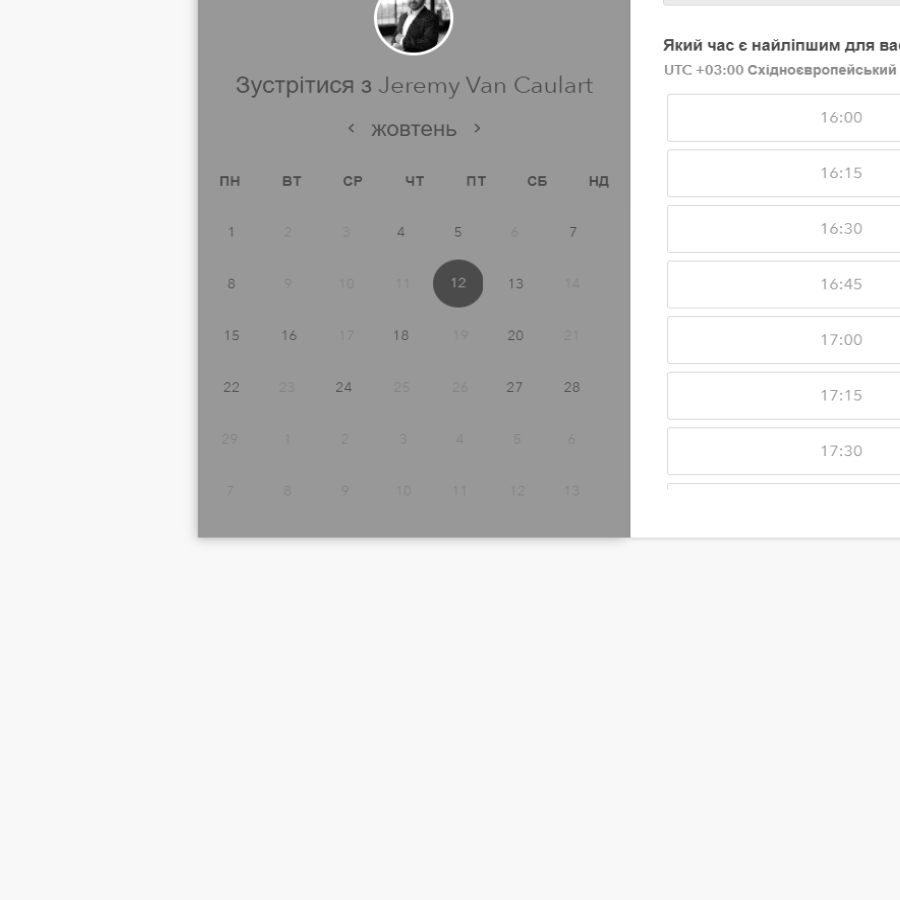 Зустрітися з Jeremy Van Caulart
жовтень
ПН ВТ СР ЧТ ПТ СБ НД
1 2 3 4 5 6 7
8 9 10 11 12 13 14
15 16 17 18 19 20 21
22 23 24 25 26 27 28
29 1 2 3 4 5 6
7 8 9 10 11 12 13
Який час є найліпшим для
UTC +03:00 Східноєвропейський
16:00
16:15
16:30
16:45
17:00
17:15
17:30